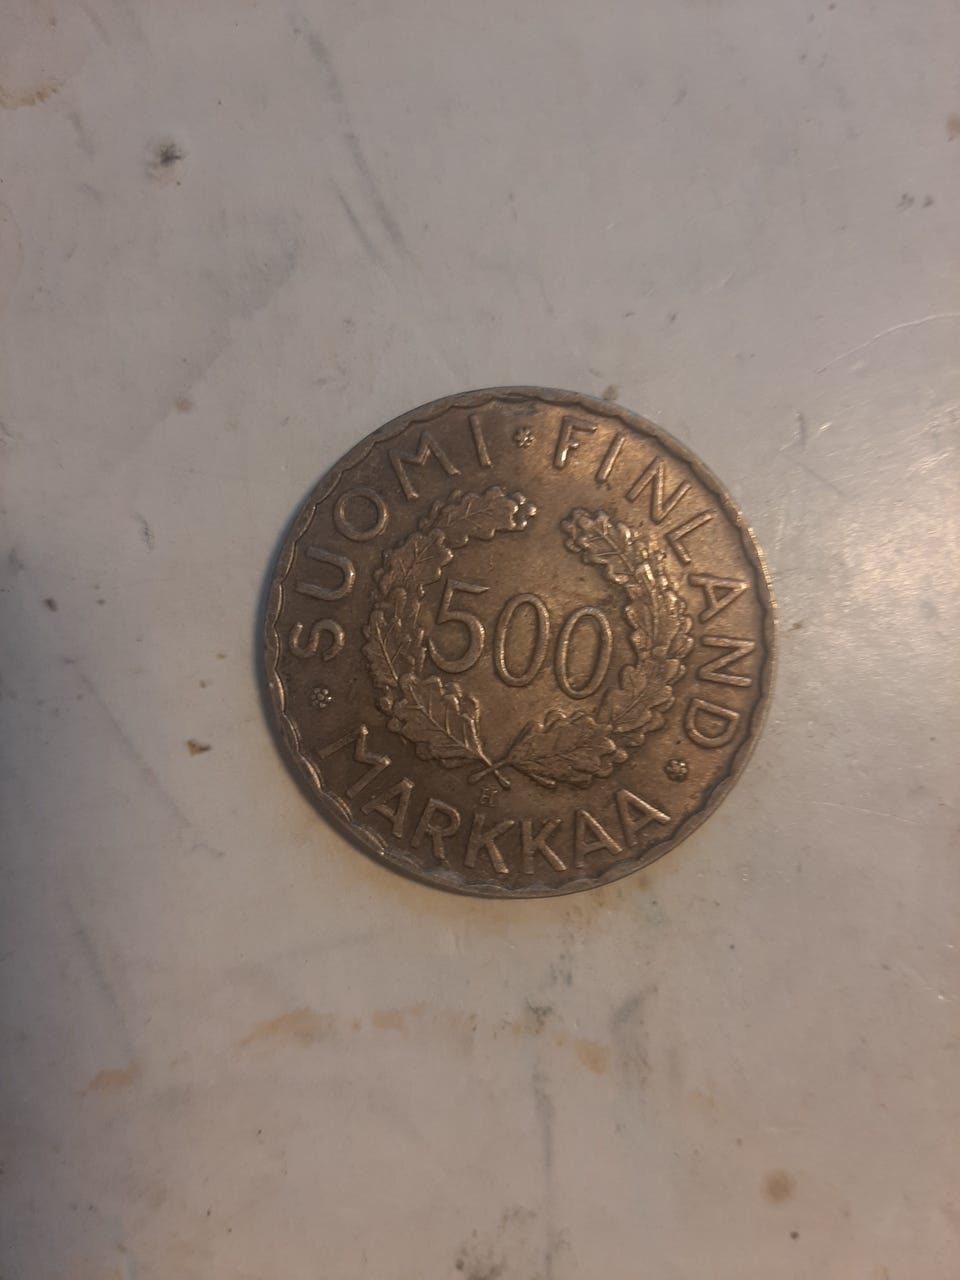 SUOMI * FINLAND
500
H
* MARKKAA *